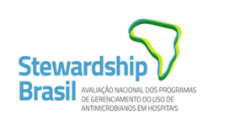 Stewardship
Brasil
AVALIAÇÃO NACIONAL DOS PROGRAMAS
DE GERENCIAMENTO DO USO DE
ANTIMICROBIANOS EM HOSPITAIS